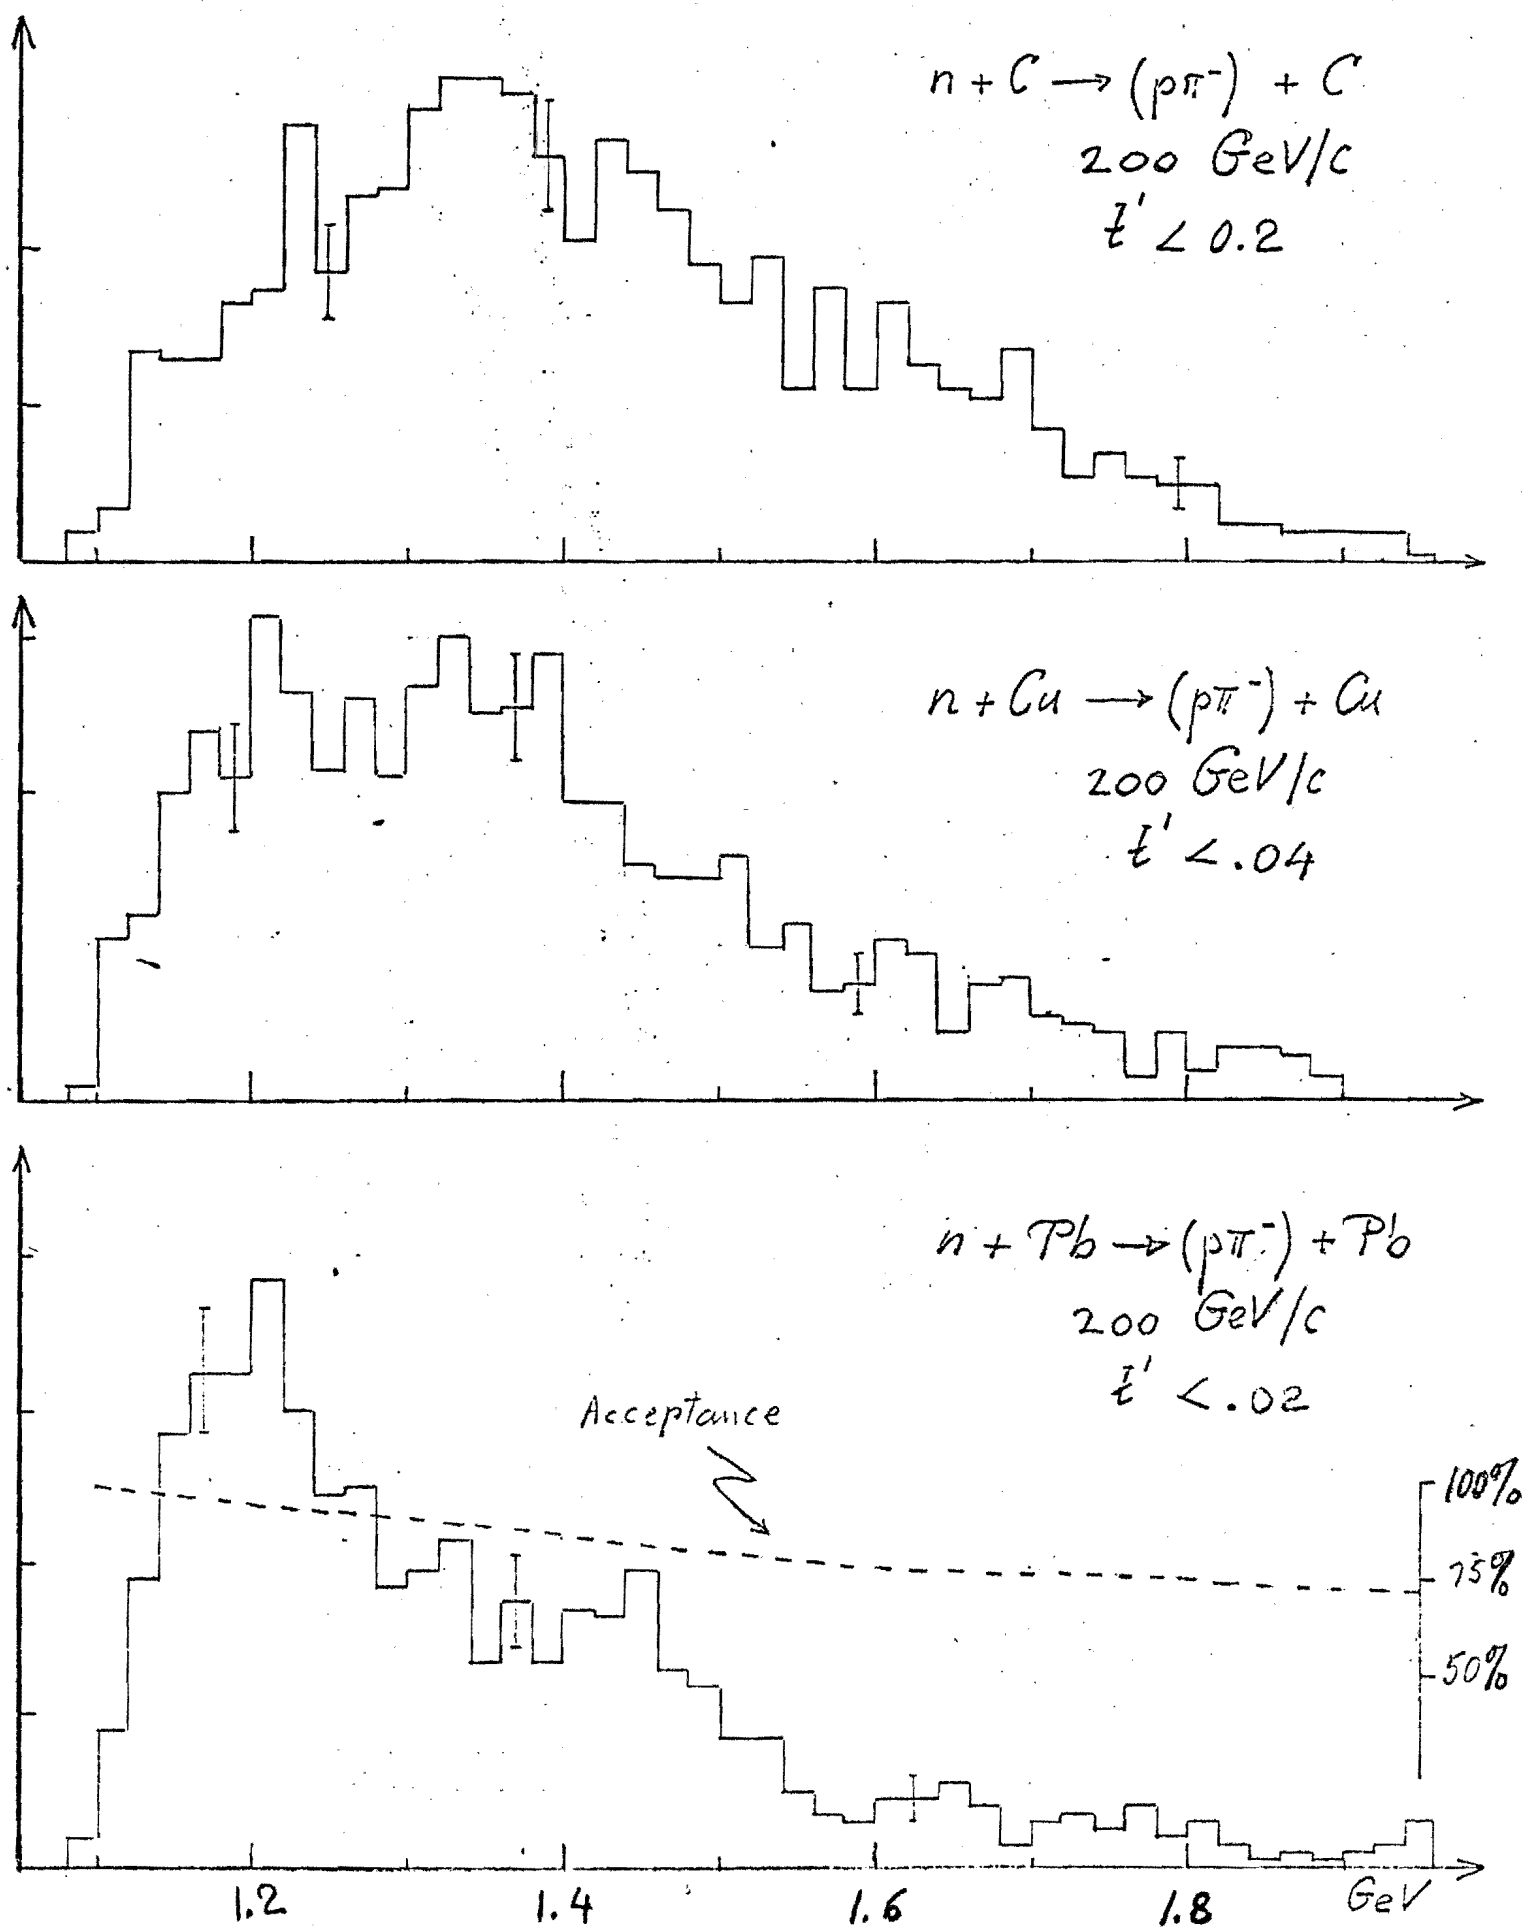 n + C → (pπ⁻) + C
200 GeV/c
t' < 0.2
n + Cu → (pπ⁻) + Cu
200 GeV/c
t' < .04
n + Pb → (pπ⁻) + Pb
200 GeV/c
t' < .02
Acceptance
100%
75%
50%
1.2 1.4 1.6 1.8 GeV